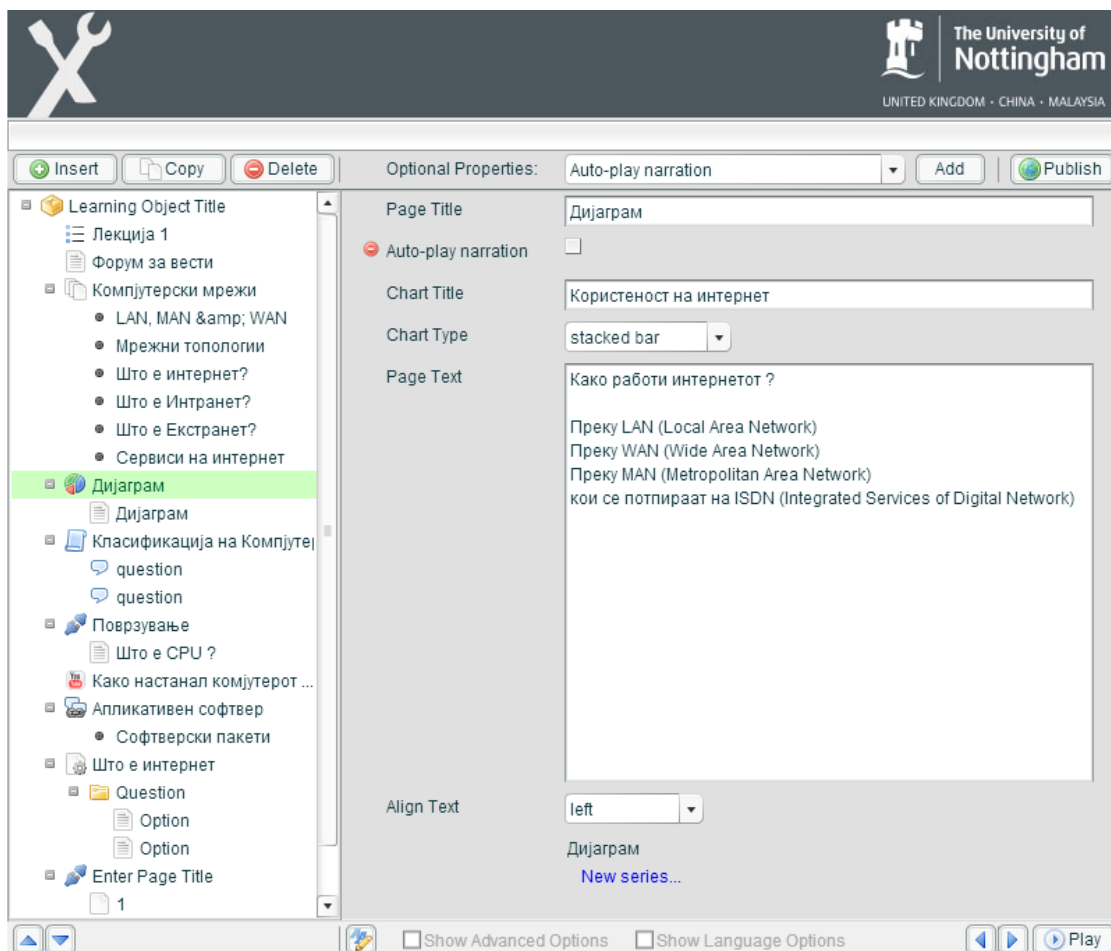 The University of
Nottingham
UNITED KINGDOM · CHINA · MALAYSIA
Insert
Copy
Delete
Optional Properties:
Auto-play narration
Add
Publish
Learning Object Title
Лекција 1
Форум за вести
Компјутерски мрежи
LAN, MAN &amp; WAN
Мрежни топологии
Што е интернет?
Што е Интранет?
Што е Екстранет?
Сервиси на интернет
Дијаграм
Дијаграм
Класификација на Компјутер
question
question
Поврзување
Што е CPU ?
Како настанал комјутерот ...
Апликативен софтвер
Софтверски пакети
Што е интернет
Question
Option
Option
Enter Page Title
1
Page Title
Дијаграм
Auto-play narration
Chart Title
Користеност на интернет
Chart Type
stacked bar
Page Text
Како работи интернетот ?
Преку LAN (Local Area Network)
Преку WAN (Wide Area Network)
Преку MAN (Metropolitan Area Network)
кои се потпираат на ISDN (Integrated Services of Digital Network)
Align Text
left
Дијаграм
New series...
Show Advanced Options
Show Language Options
Play